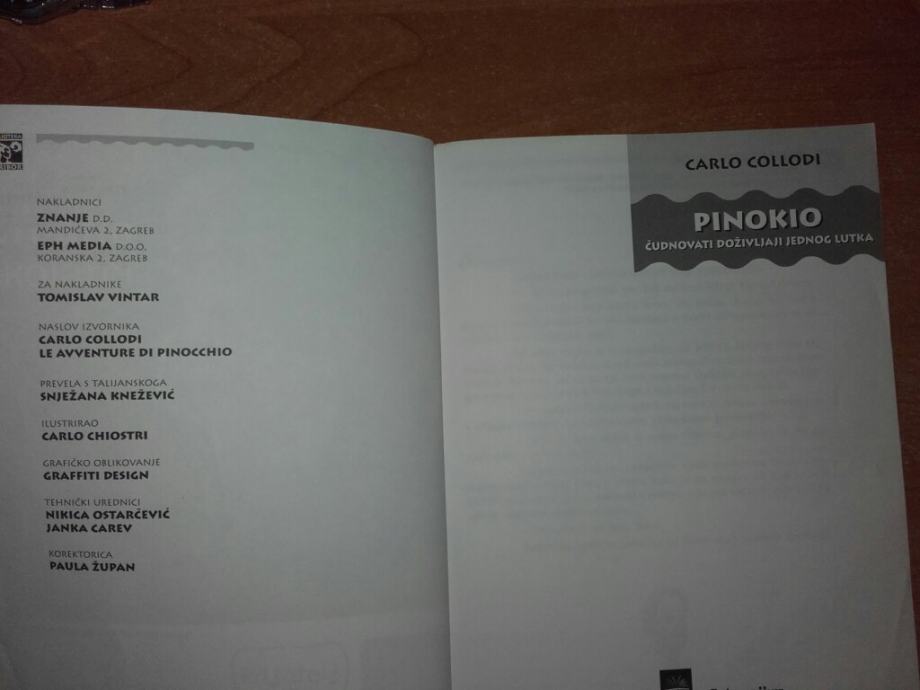 NAKLADNICI
ZNANJE D.D.
MANDIĆEVA 2, ZAGREB
EPH MEDIA D.O.O.
KORANSKA 2, ZAGREB
ZA NAKLADNIKE
TOMISLAV VINTAR
NASLOV IZVORNIKA
CARLO COLLODI
LE AVVENTURE DI PINOCCHIO
PREVELA S TALIJANSKOGA
SNJEŽANA KNEŽEVIĆ
ILUSTRIRAO
CARLO CHIOSTRI
GRAFIČKO OBLIKOVANJE
GRAFFITI DESIGN
TEHNIČKI UREDNICI
NIKICA OSTARČEVIĆ
JANKA CAREV
KOREKTORICA
PAULA ŽUPAN
CARLO COLLODI
PINOKIO
ČUDNOVATI DOŽIVLJAJI JEDNOG LUTKA